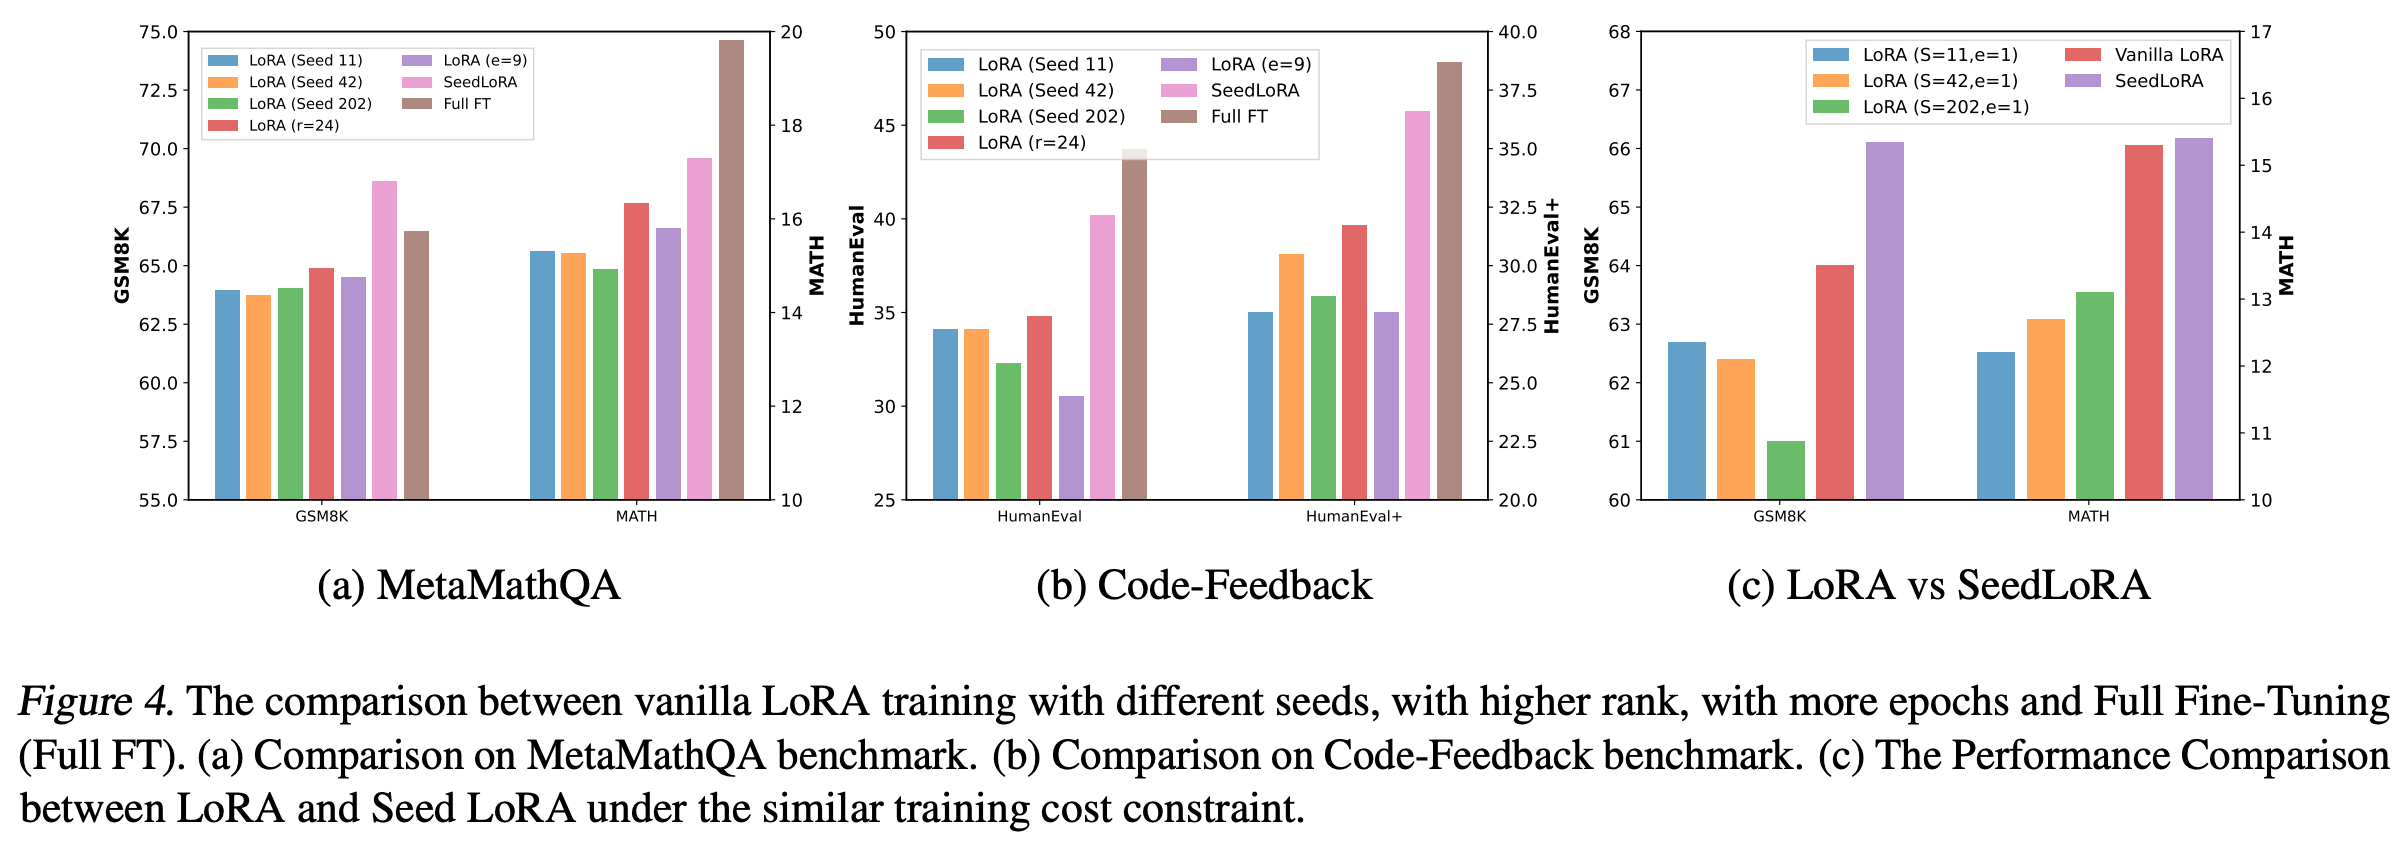 75.0
72.5
70.0
67.5
65.0
62.5
60.0
57.5
55.0
GSM8K
LoRA (Seed 11)
LoRA (Seed 42)
LoRA (Seed 202)
LoRA (r=24)
LoRA (e=9)
SeedLoRA
Full FT
20
18
16
14
12
10
MATH
GSM8K
MATH
(a) MetaMathQA
50
45
40
35
30
25
HumanEval
LoRA (Seed 11)
LoRA (Seed 42)
LoRA (Seed 202)
LoRA (r=24)
LoRA (e=9)
SeedLoRA
Full FT
40.0
37.5
35.0
32.5
30.0
27.5
25.0
22.5
20.0
HumanEval+
HumanEval
HumanEval+
(b) Code-Feedback
68
67
66
65
64
63
62
61
60
GSM8K
LoRA (S=11,e=1)
LoRA (S=42,e=1)
LoRA (S=202,e=1)
Vanilla LoRA
SeedLoRA
17
16
15
14
13
12
11
10
MATH
GSM8K
MATH
(c) LoRA vs SeedLoRA
Figure 4. The comparison between vanilla LoRA training with different seeds, with higher rank, with more epochs and Full Fine-Tuning
(Full FT). (a) Comparison on MetaMathQA benchmark. (b) Comparison on Code-Feedback benchmark. (c) The Performance Comparison
between LoRA and Seed LoRA under the similar training cost constraint.